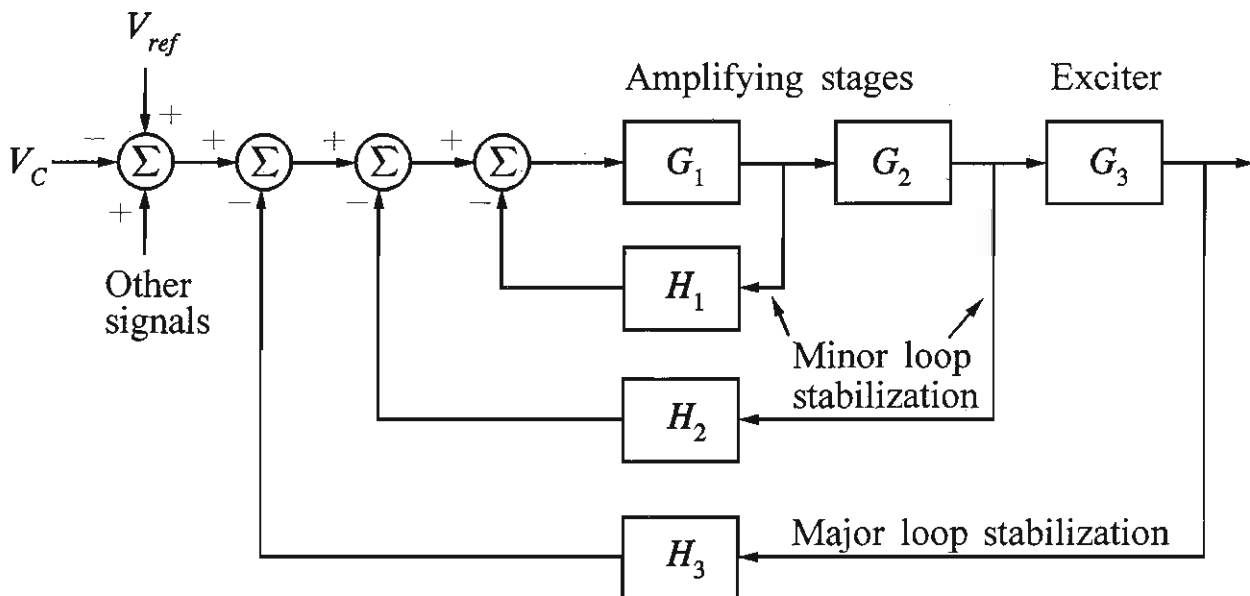 V_ref
Amplifying stages
Exciter
+
−
+
+
+
V_C
Σ
Σ
Σ
Σ
G_1
G_2
G_3
+
−
−
−
Other
signals
H_1
Minor loop
stabilization
H_2
Major loop stabilization
H_3